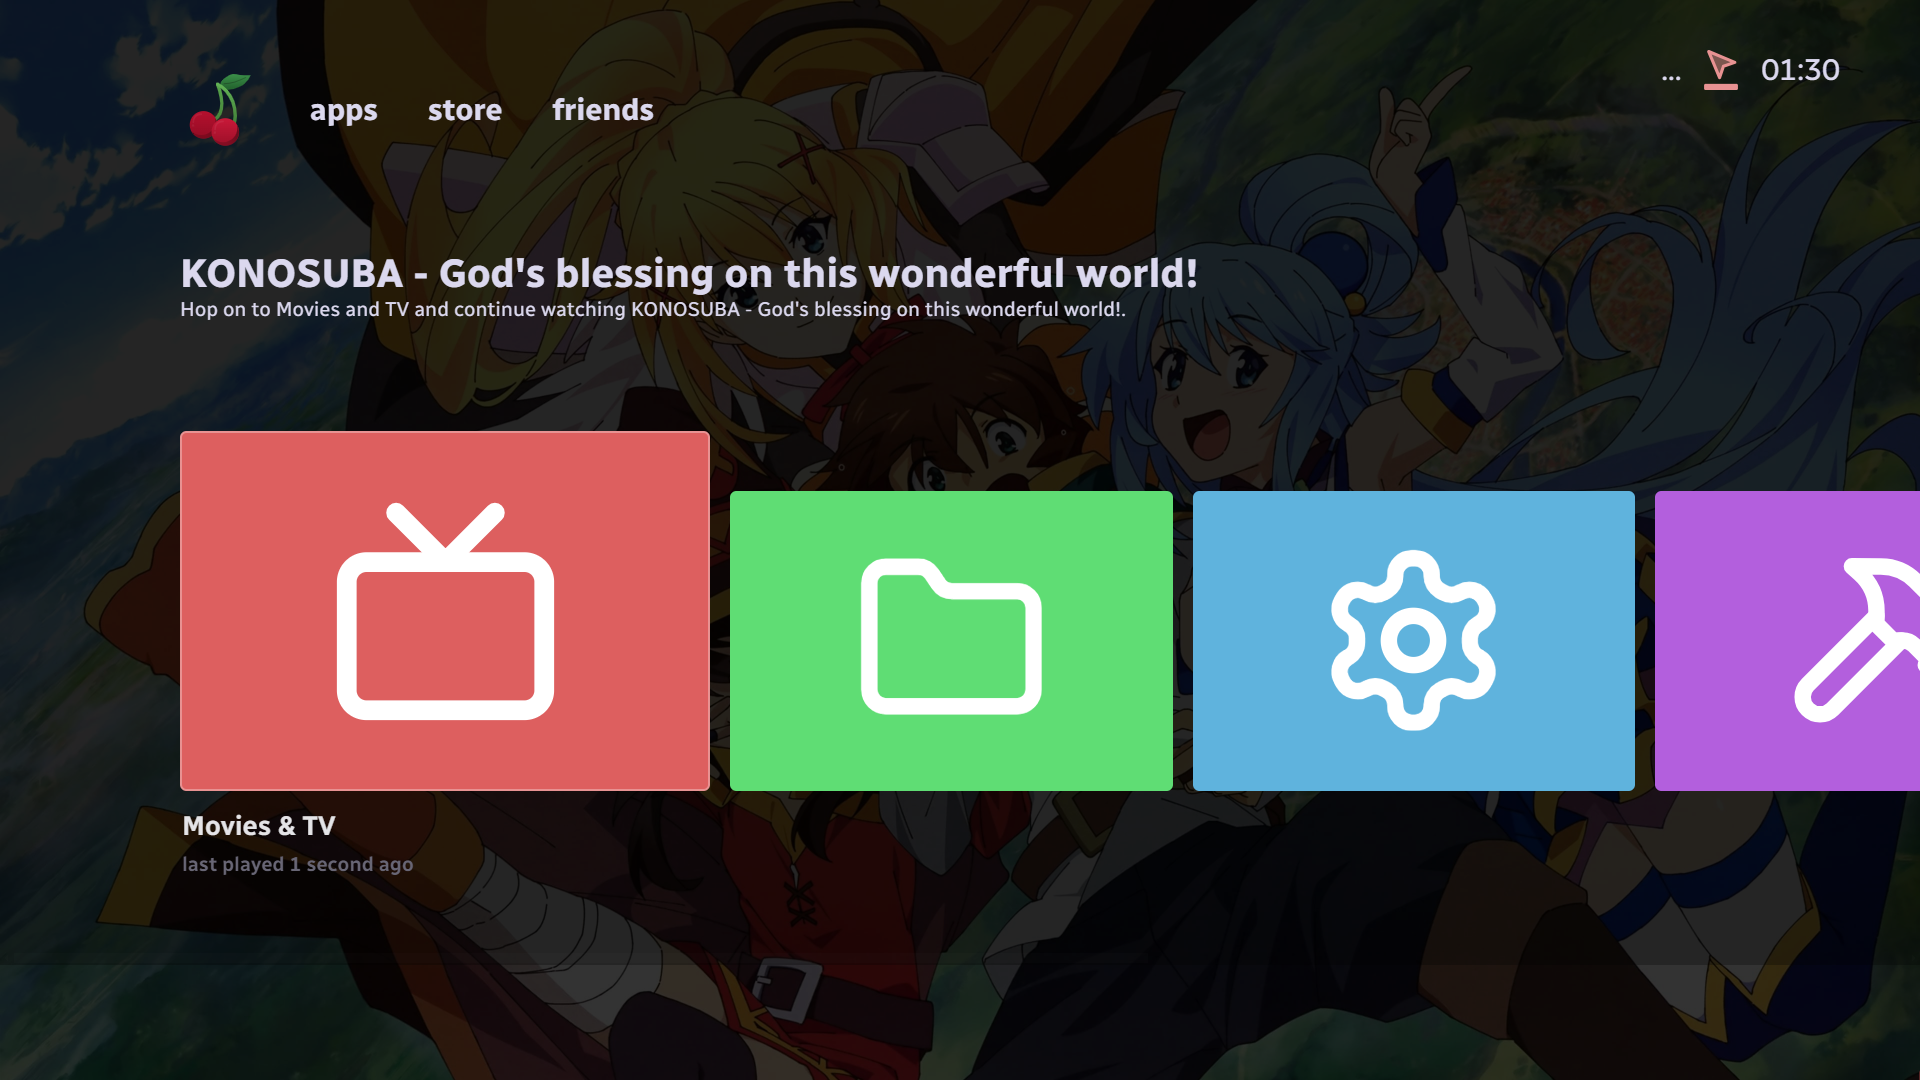 apps store friends
... 01:30
KONOSUBA - God's blessing on this wonderful world!
Hop on to Movies and TV and continue watching KONOSUBA - God's blessing on this wonderful world!.
Movies & TV
last played 1 second ago